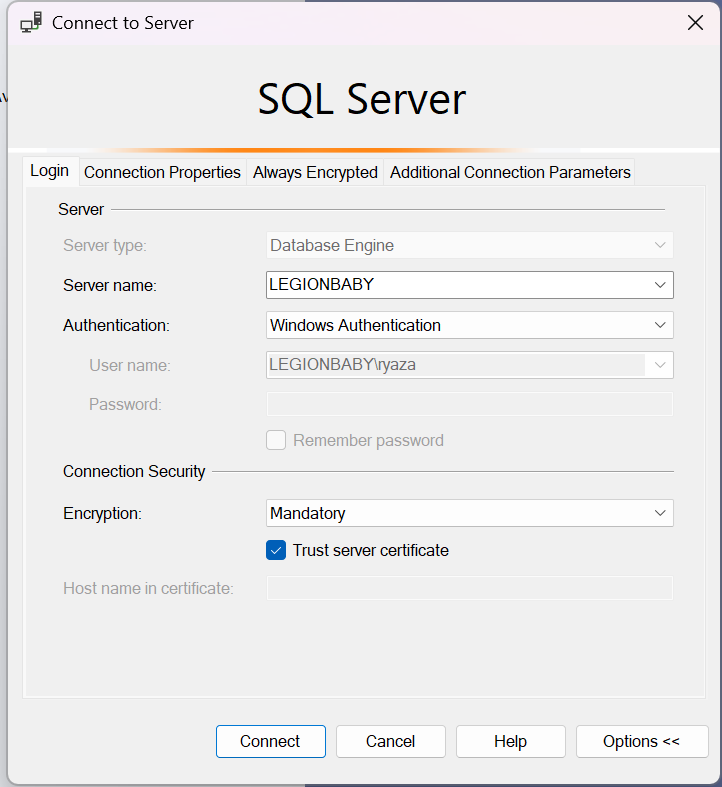 Connect to Server
SQL Server
Login Connection Properties Always Encrypted Additional Connection Parameters
Server
Server type: Database Engine
Server name: LEGIONBABY
Authentication: Windows Authentication
User name: LEGIONBABY\ryaza
Password:
Remember password
Connection Security
Encryption: Mandatory
Trust server certificate
Host name in certificate:
Connect Cancel Help Options <<